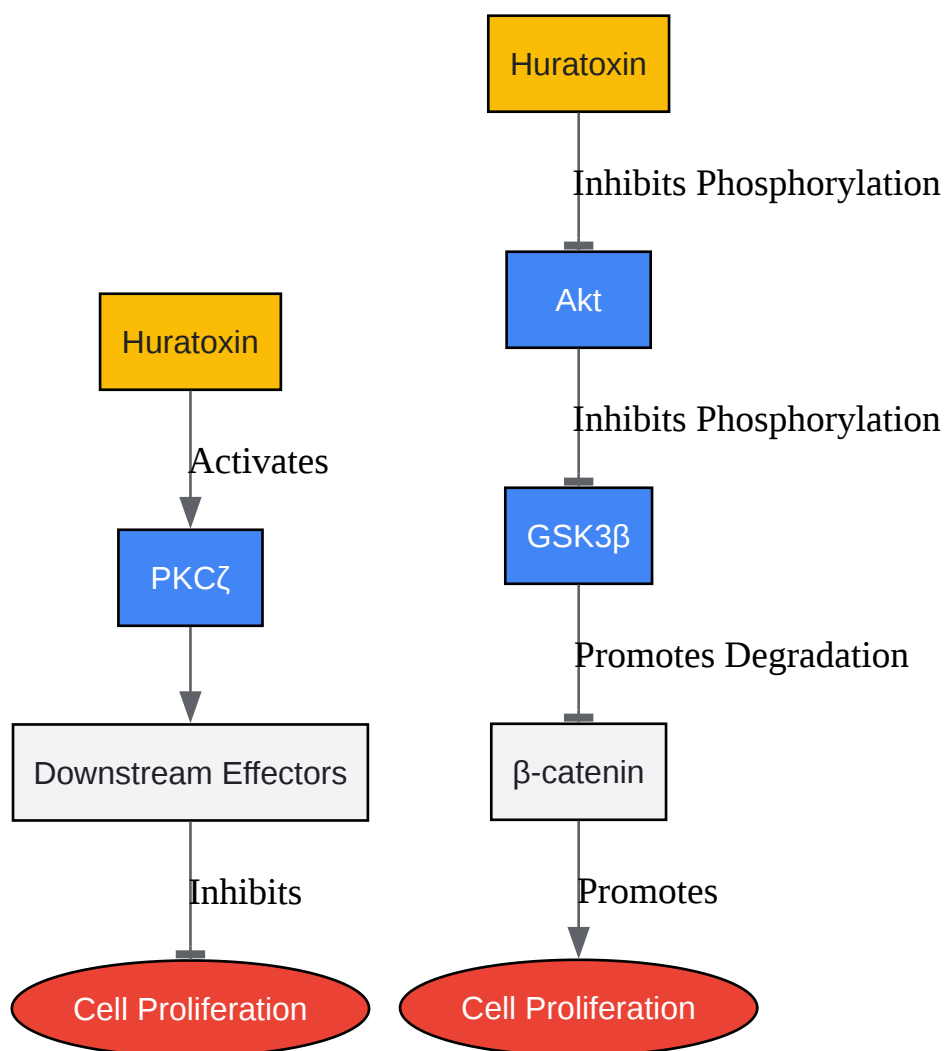 Huratoxin
Activates
PKCζ
Downstream Effectors
Inhibits
Cell Proliferation
Huratoxin
Inhibits Phosphorylation
Akt
Inhibits Phosphorylation
GSK3β
Promotes Degradation
β-catenin
Promotes
Cell Proliferation